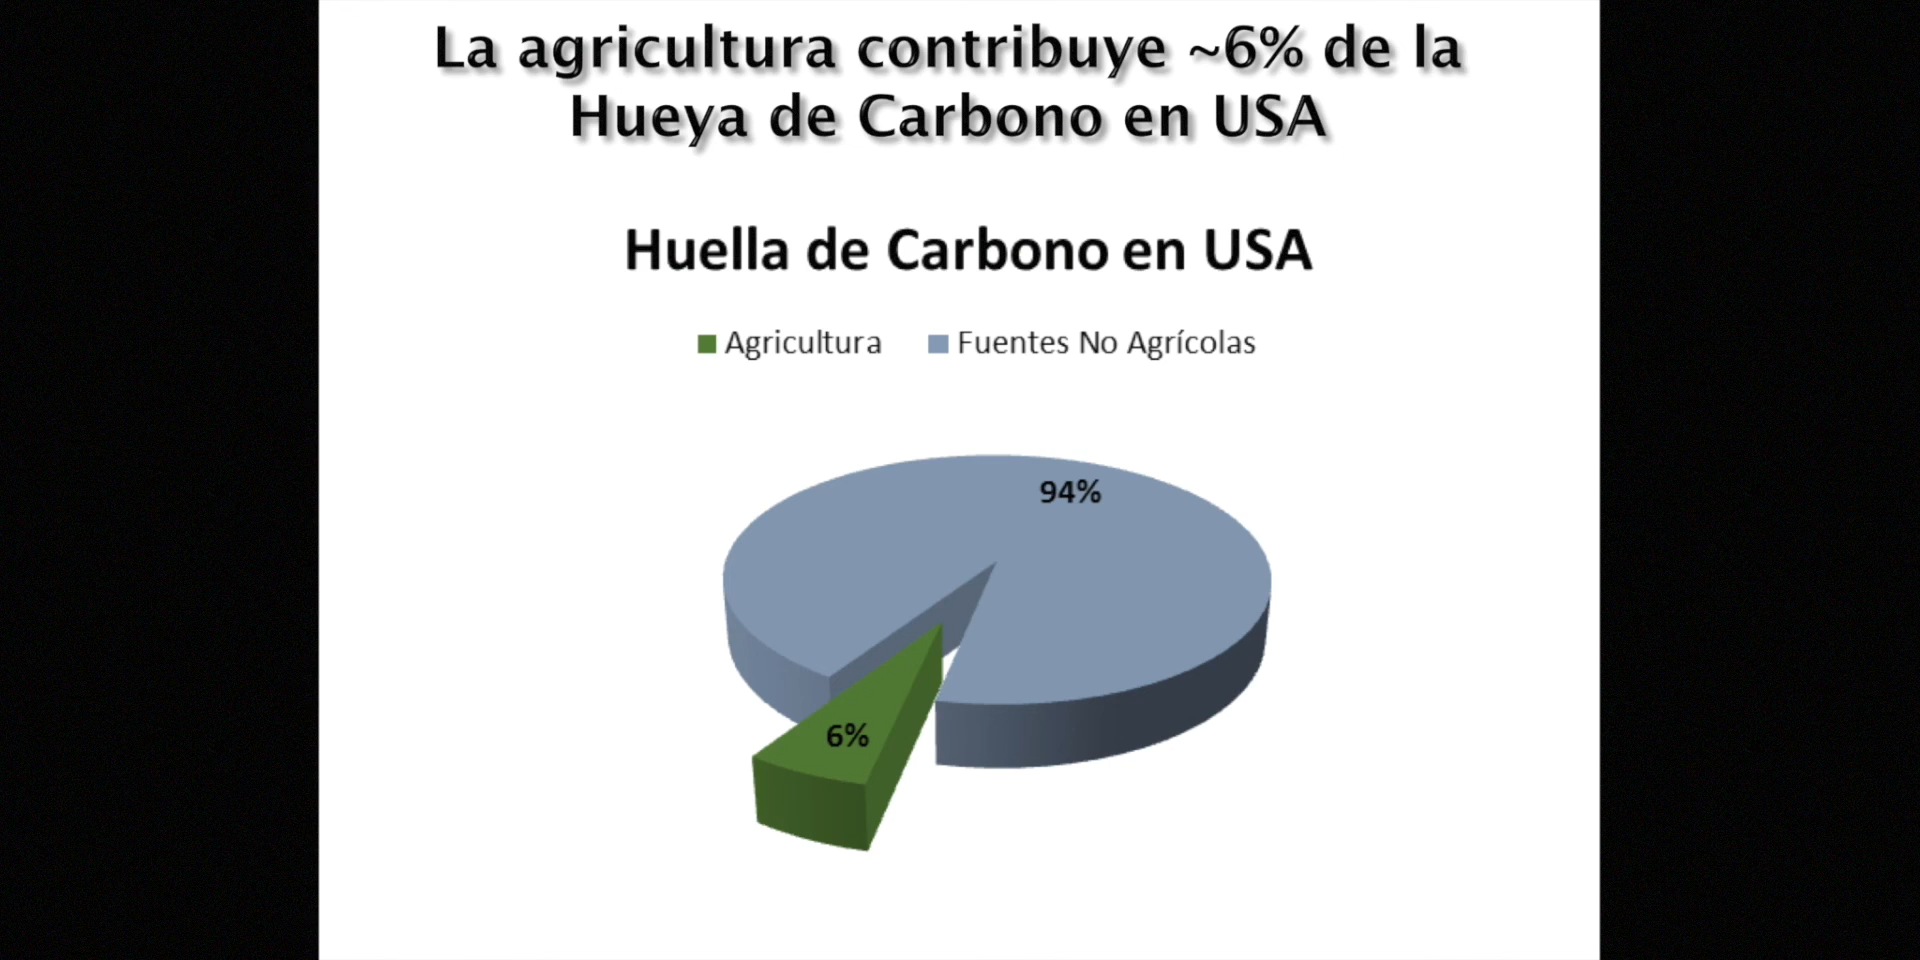 La agricultura contribuye ~6% de la
Hueya de Carbono en USA
Huella de Carbono en USA
Agricultura Fuentes No Agrícolas
94%
6%